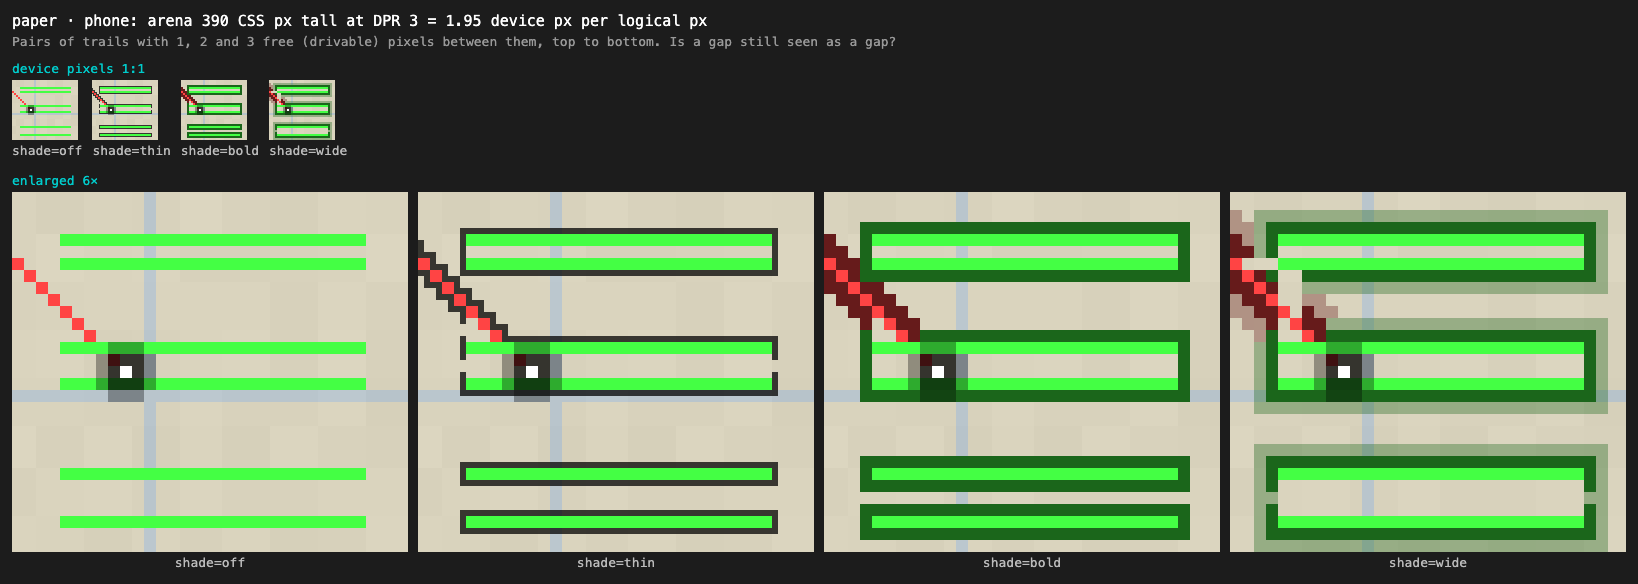 paper · phone: arena 390 CSS px tall at DPR 3 = 1.95 device px per logical px
Pairs of trails with 1, 2 and 3 free (drivable) pixels between them, top to bottom. Is a gap still seen as a gap?
device pixels 1:1
shade=off shade=thin shade=bold shade=wide
enlarged 6×
shade=off shade=thin shade=bold shade=wide